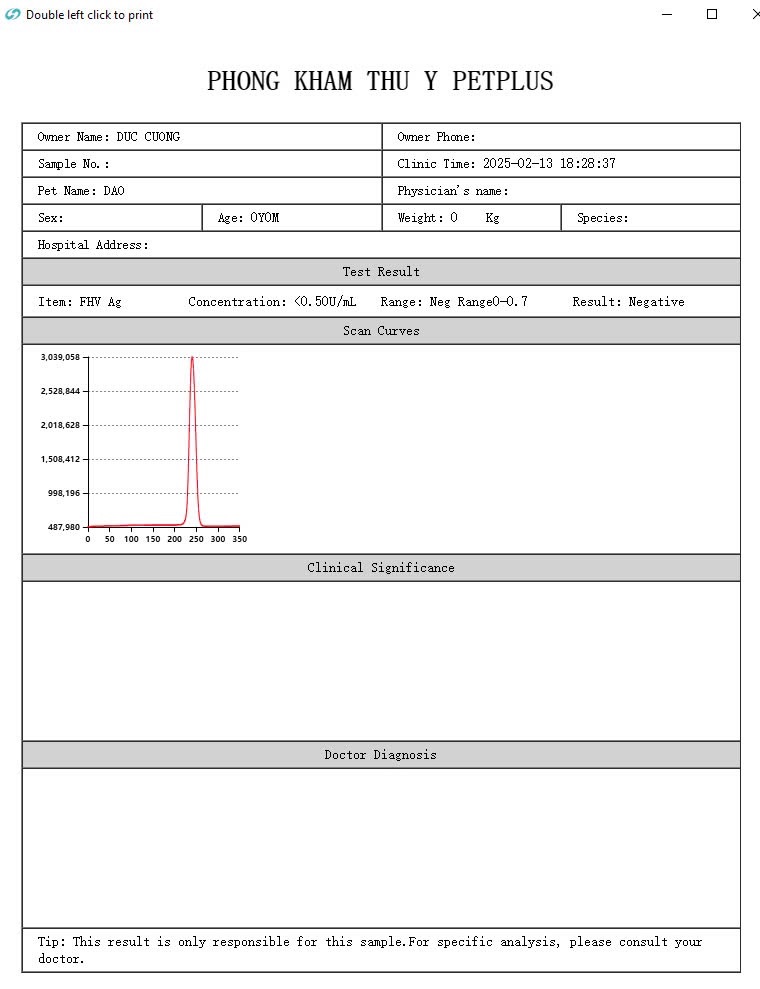 Double left click to print
PHONG KHAM THU Y PETPLUS
Owner Name: DUC CUONG
Owner Phone:
Sample No.:
Clinic Time: 2025-02-13 18:28:37
Pet Name: DAO
Physician's name:
Sex:
Age: 0Y0M
Weight: 0 Kg
Species:
Hospital Address:
Test Result
Item: FHV Ag
Concentration: <0.50U/mL
Range: Neg Range0-0.7
Result: Negative
Scan Curves
3,039,058
2,528,844
2,018,628
1,508,412
998,196
487,980
0 50 100 150 200 250 300 350
Clinical Significance
Doctor Diagnosis
Tip: This result is only responsible for this sample.For specific analysis, please consult your
doctor.